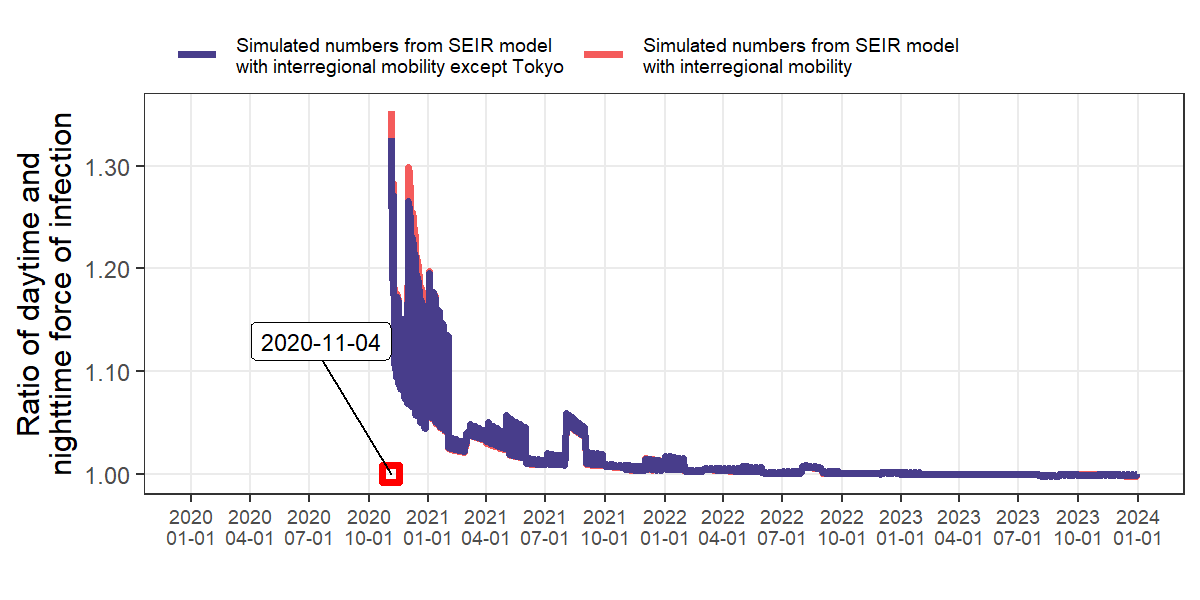 Simulated numbers from SEIR model
with interregional mobility except Tokyo
Simulated numbers from SEIR model
with interregional mobility
Ratio of daytime and
nighttime force of infection
1.30
1.20
1.10
1.00
2020-11-04
2020 2020 2020 2020 2021 2021 2021 2021 2022 2022 2022 2022 2023 2023 2023 2023 2024
01-01 04-01 07-01 10-01 01-01 04-01 07-01 10-01 01-01 04-01 07-01 10-01 01-01 04-01 07-01 10-01 01-01